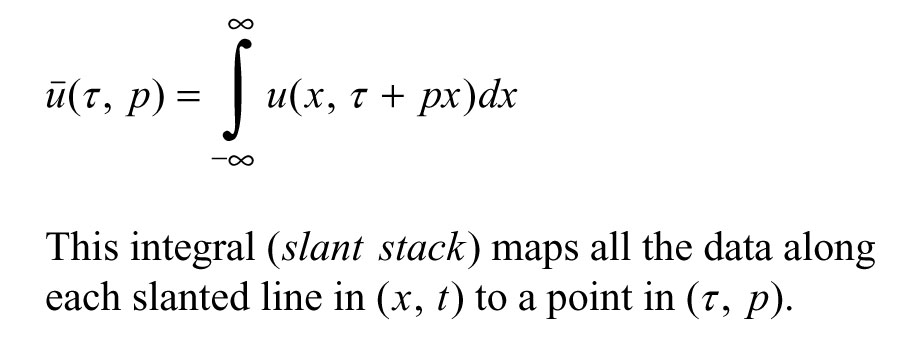 ū(τ, p) = ∫_{−∞}^{∞} u(x, τ + px)dx
This integral (slant stack) maps all the data along
each slanted line in (x, t) to a point in (τ, p).